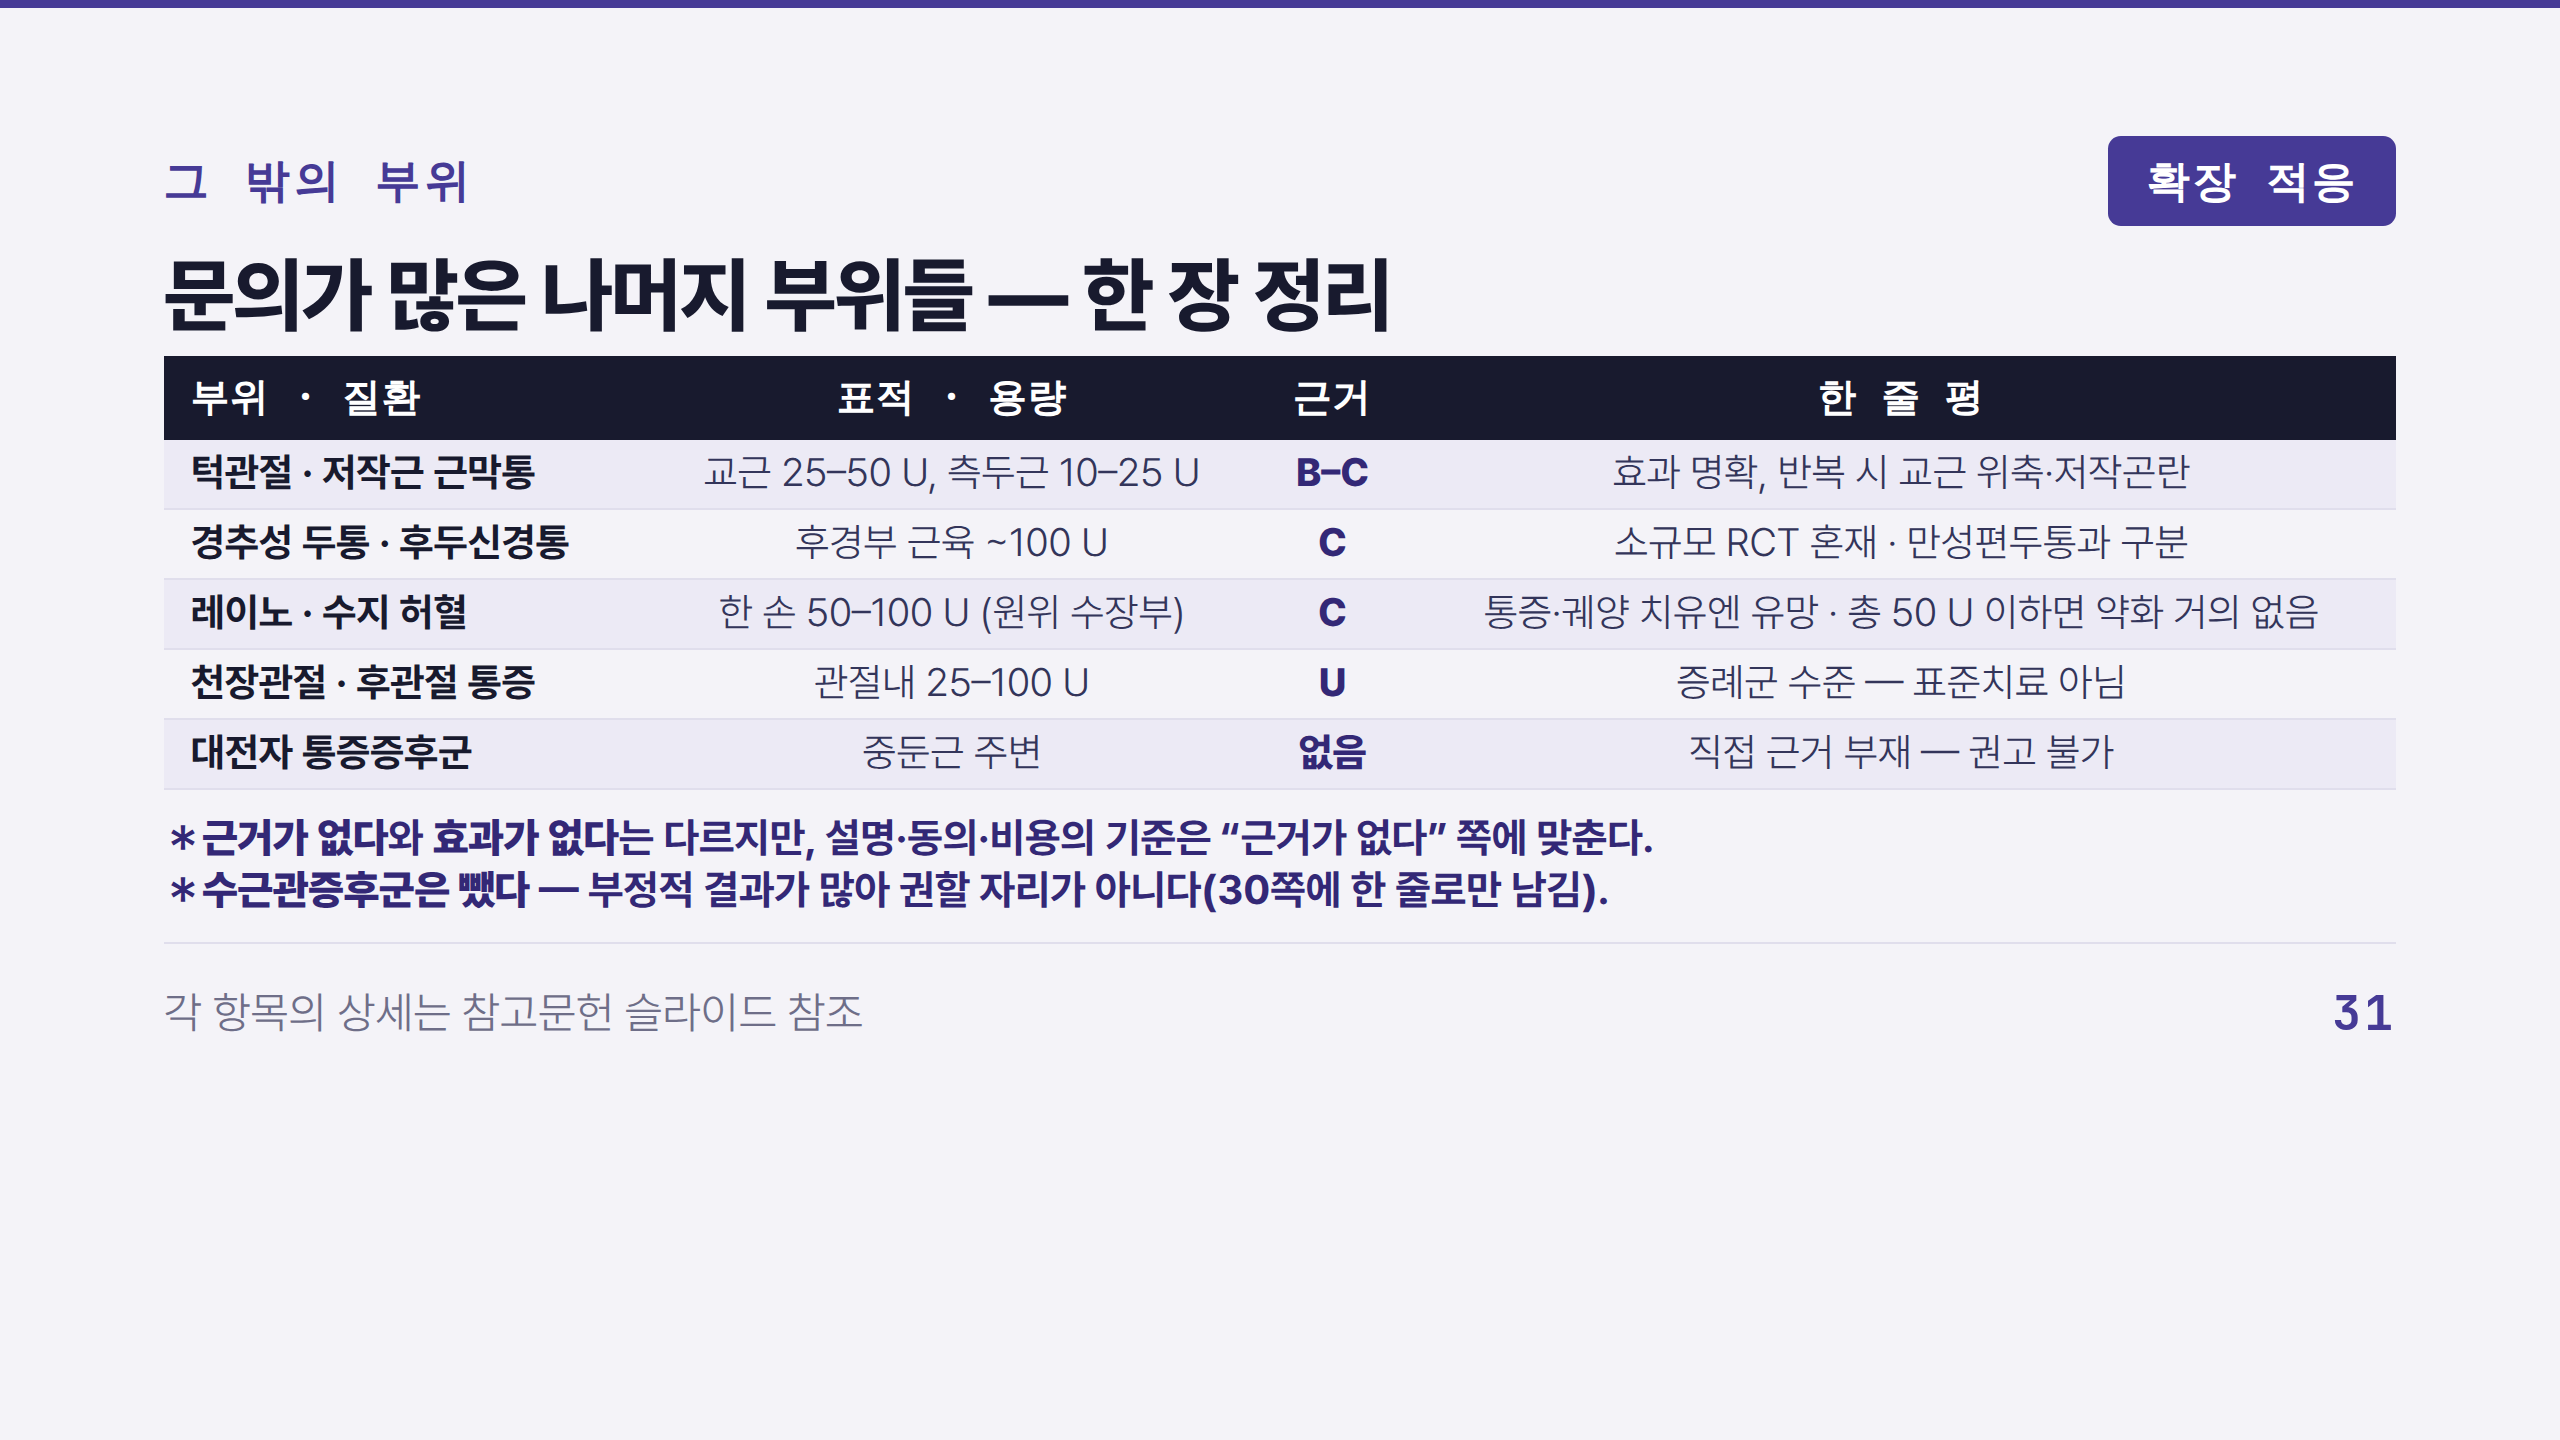 그 밖의 부위
확장 적응
문의가 많은 나머지 부위들 — 한 장 정리
부위 · 질환 표적 · 용량 근거 한 줄 평
턱관절 · 저작근 근막통 교근 25–50 U, 측두근 10–25 U B–C 효과 명확, 반복 시 교근 위축·저작곤란
경추성 두통 · 후두신경통 후경부 근육 ~100 U C 소규모 RCT 혼재 · 만성편두통과 구분
레이노 · 수지 허혈 한 손 50–100 U (원위 수장부) C 통증·궤양 치유엔 유망 · 총 50 U 이하면 약화 거의 없음
천장관절 · 후관절 통증 관절내 25–100 U U 증례군 수준 — 표준치료 아님
대전자 통증증후군 중둔근 주변 없음 직접 근거 부재 — 권고 불가
* 근거가 없다와 효과가 없다는 다르지만, 설명·동의·비용의 기준은 “근거가 없다” 쪽에 맞춘다.
* 수근관증후군은 뺐다 — 부정적 결과가 많아 권할 자리가 아니다(30쪽에 한 줄로만 남김).
각 항목의 상세는 참고문헌 슬라이드 참조
31